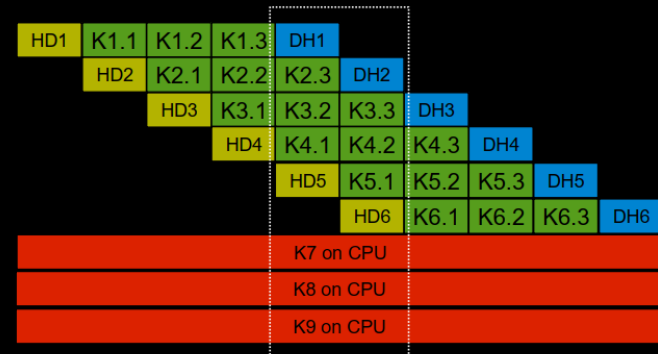 HD1 K1.1 K1.2 K1.3 DH1
HD2 K2.1 K2.2 K2.3 DH2
HD3 K3.1 K3.2 K3.3 DH3
HD4 K4.1 K4.2 K4.3 DH4
HD5 K5.1 K5.2 K5.3 DH5
HD6 K6.1 K6.2 K6.3 DH6
K7 on CPU
K8 on CPU
K9 on CPU